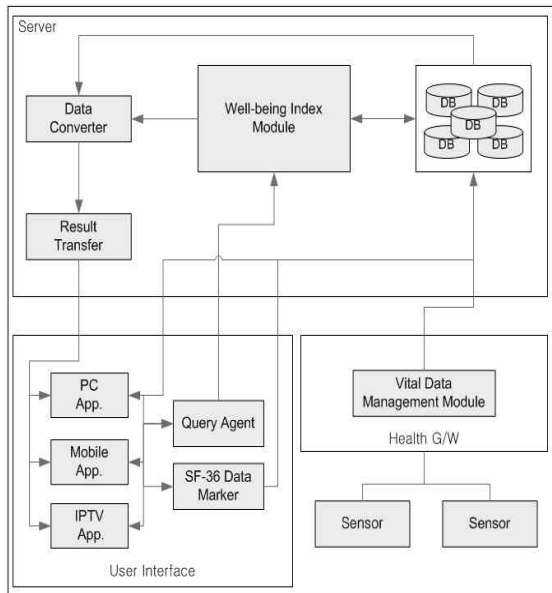 Server
Data
Converter
Well-being Index
Module
DB
DB
DB
DB
DB
Result
Transfer
PC
App.
Mobile
App.
IPTV
App.
Query Agent
SF-36 Data
Marker
User Interface
Vital Data
Management Module
Health G/W
Sensor
Sensor